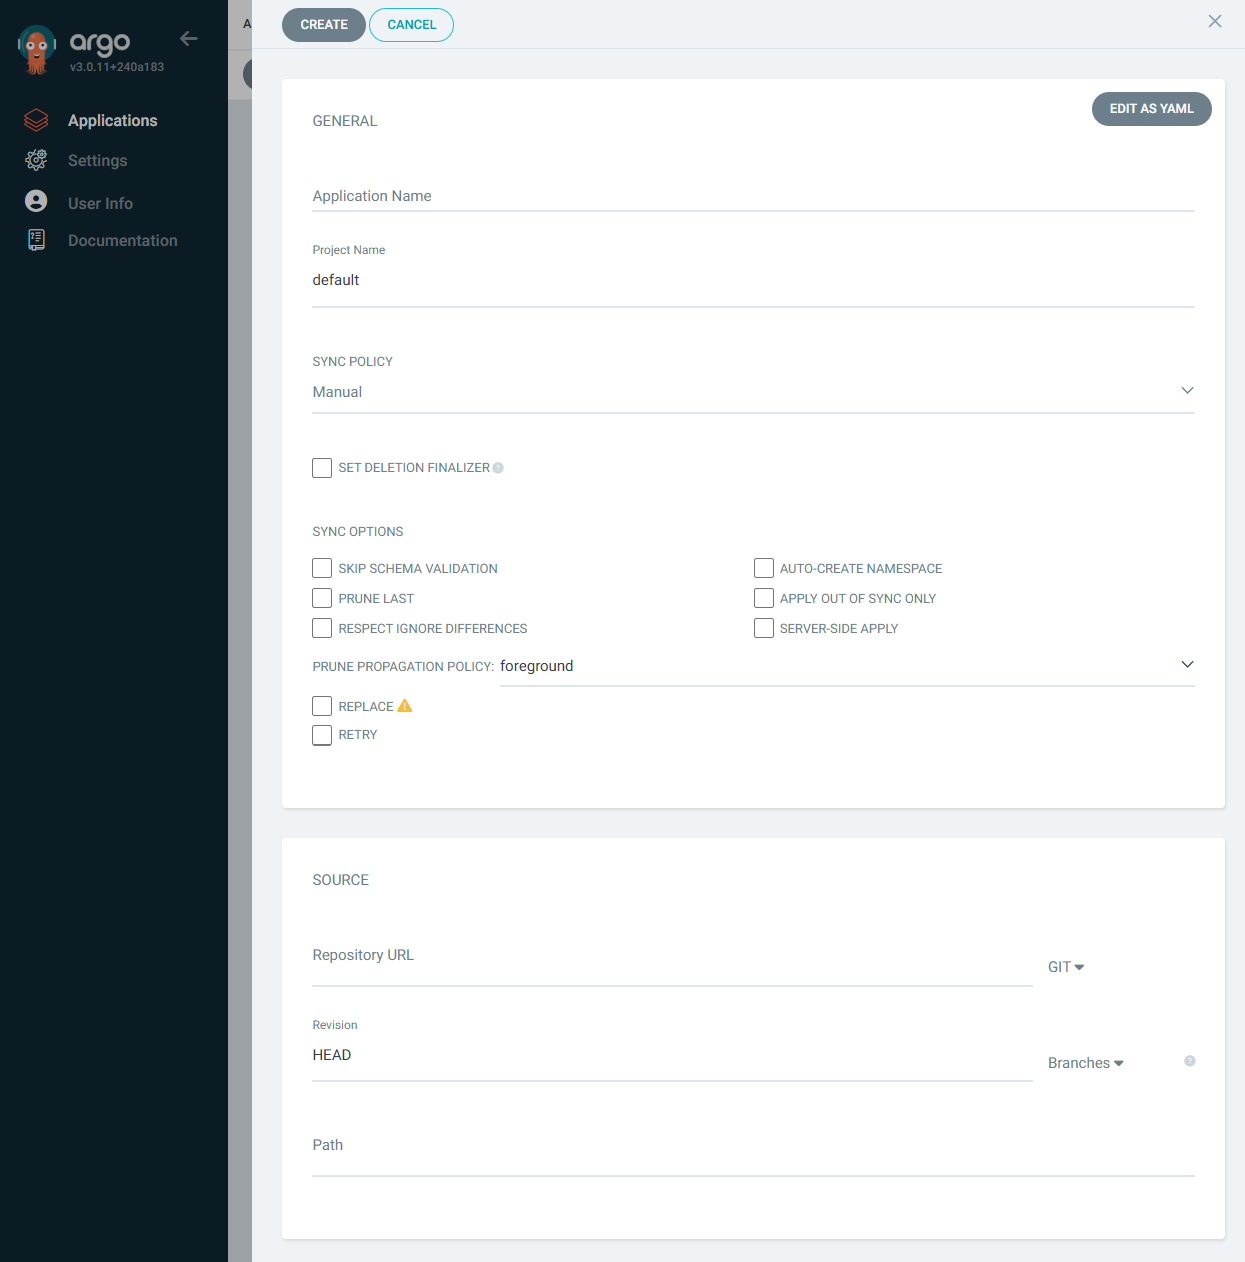 argo
v3.0.11+240a183
Applications
Settings
User Info
Documentation
A
CREATE
CANCEL
GENERAL
EDIT AS YAML
Application Name
Project Name
default
SYNC POLICY
Manual
SET DELETION FINALIZER
SYNC OPTIONS
SKIP SCHEMA VALIDATION
AUTO-CREATE NAMESPACE
PRUNE LAST
APPLY OUT OF SYNC ONLY
RESPECT IGNORE DIFFERENCES
SERVER-SIDE APPLY
PRUNE PROPAGATION POLICY: foreground
REPLACE
RETRY
SOURCE
Repository URL
GIT
Revision
HEAD
Branches
Path